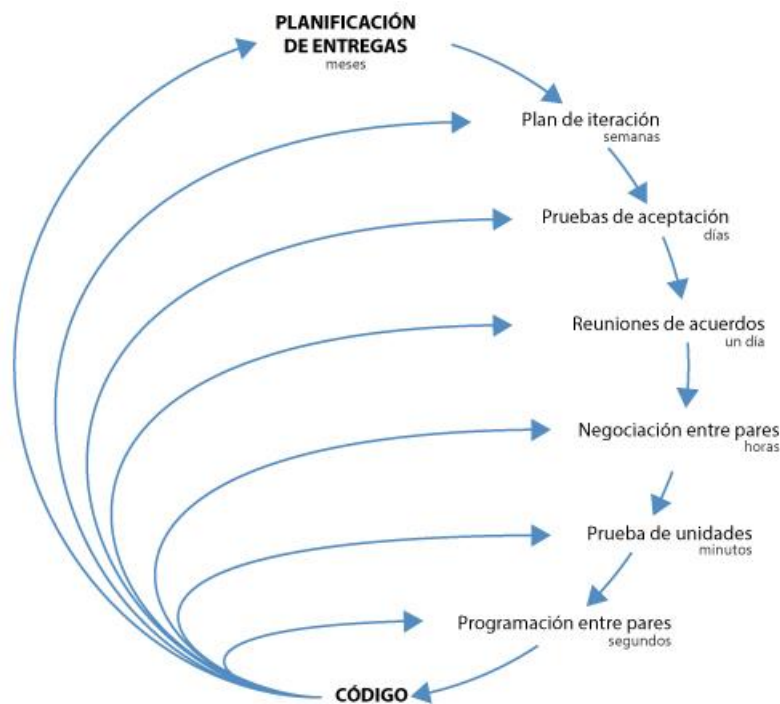 PLANIFICACIÓN
DE ENTREGAS
meses
Plan de iteración
semanas
Pruebas de aceptación
días
Reuniones de acuerdos
un día
Negociación entre pares
horas
Prueba de unidades
minutos
Programación entre pares
segundos
CÓDIGO